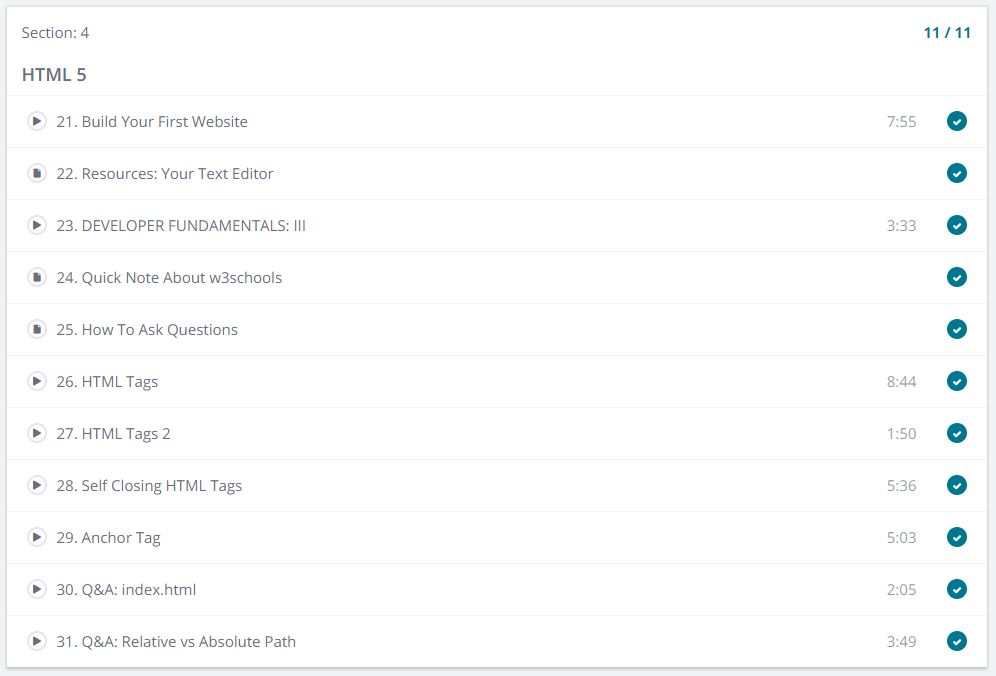 Section: 4 11 / 11
HTML 5
21. Build Your First Website 7:55
22. Resources: Your Text Editor
23. DEVELOPER FUNDAMENTALS: III 3:33
24. Quick Note About w3schools
25. How To Ask Questions
26. HTML Tags 8:44
27. HTML Tags 2 1:50
28. Self Closing HTML Tags 5:36
29. Anchor Tag 5:03
30. Q&A: index.html 2:05
31. Q&A: Relative vs Absolute Path 3:49